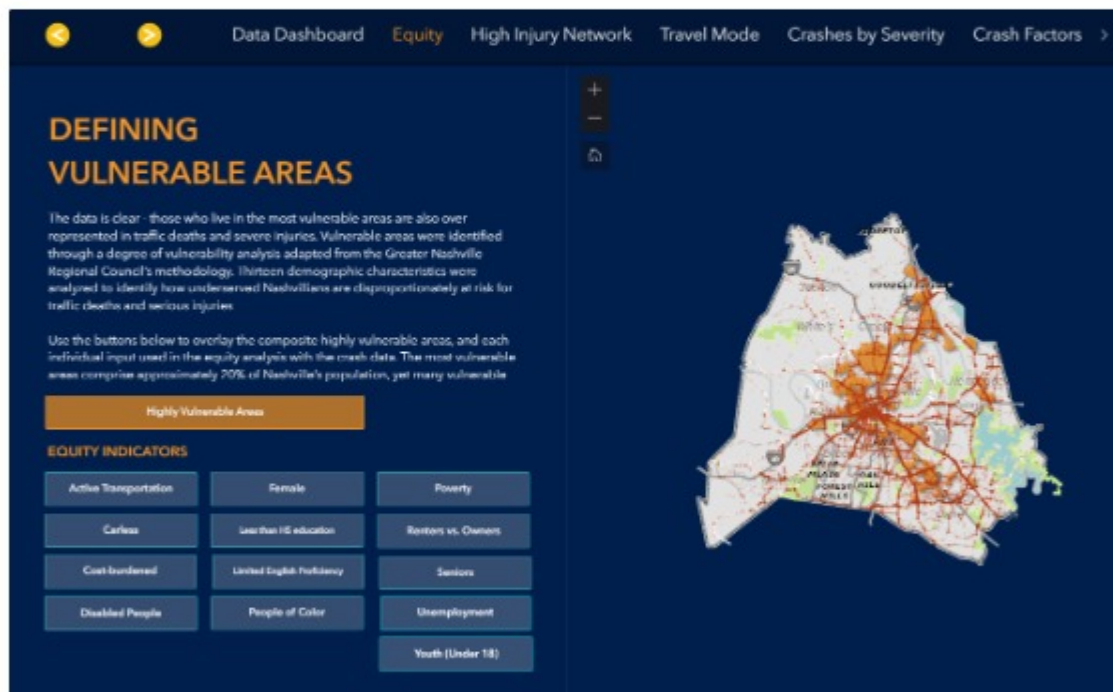 Data Dashboard Equity High Injury Network Travel Mode Crashes by Severity Crash Factors
DEFINING
VULNERABLE AREAS
The data is clear - those who live in the most vulnerable areas are also over
represented in traffic deaths and severe injuries. Vulnerable areas were identified
through a degree of vulnerability analysis adapted from the Greater Nashville
Regional Council's methodology. Thirteen demographic characteristics were
analyzed to identify how underserved Nashvillians are disproportionately at risk for
traffic deaths and serious injuries
Use the buttons below to overlay the composite highly vulnerable areas, and each
individual input used in the equity analysis with the crash data. The most vulnerable
areas comprise approximately 20% of Nashville's population, yet many vulnerable
Highly Vulnerable Areas
EQUITY INDICATORS
Active Transportation Female Poverty
Carless Less than HS education Renters vs. Owners
Cost-burdened Limited English Proficiency Seniors
Disabled People People of Color Unemployment
Youth (Under 18)
FOREST
HILLS
OAK
HILL